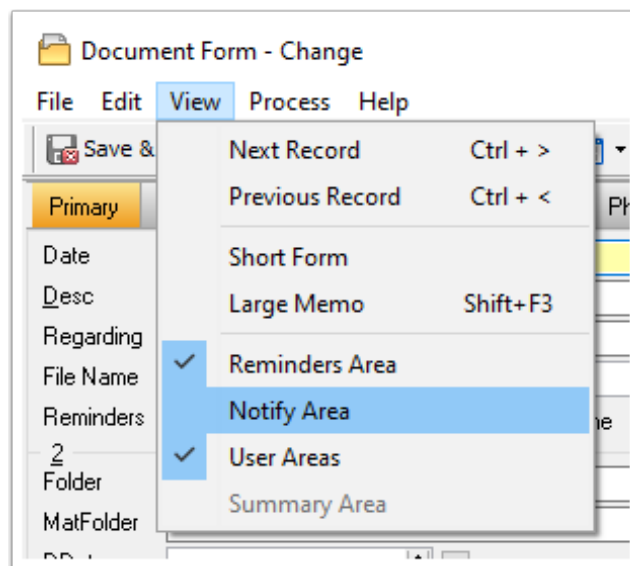 Document Form - Change
File Edit View Process Help
Save &
Next Record Ctrl + >
Primary
Previous Record Ctrl + <
Ph
Date
Short Form
Desc
Large Memo Shift+F3
Regarding
Reminders Area
File Name
Notify Area
Reminders
User Areas
2
Folder
Summary Area
MatFolder